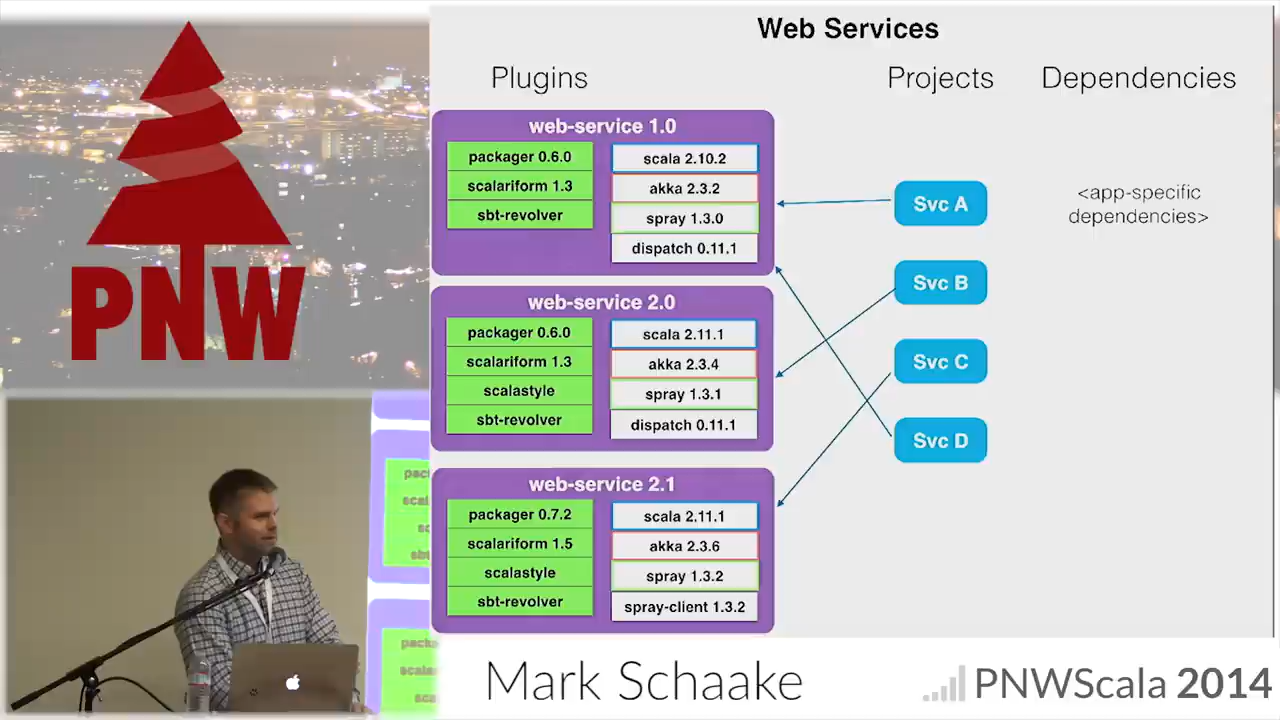 PNW
Web Services
Plugins
Projects
Dependencies
web-service 1.0
packager 0.6.0
scalariform 1.3
sbt-revolver
scala 2.10.2
akka 2.3.2
spray 1.3.0
dispatch 0.11.1
web-service 2.0
packager 0.6.0
scalariform 1.3
scalastyle
sbt-revolver
scala 2.11.1
akka 2.3.4
spray 1.3.1
dispatch 0.11.1
web-service 2.1
packager 0.7.2
scalariform 1.5
scalastyle
sbt-revolver
scala 2.11.1
akka 2.3.6
spray 1.3.2
spray-client 1.3.2
Svc A
Svc B
Svc C
Svc D
<app-specific
dependencies>
Mark Schaake
PNWScala 2014